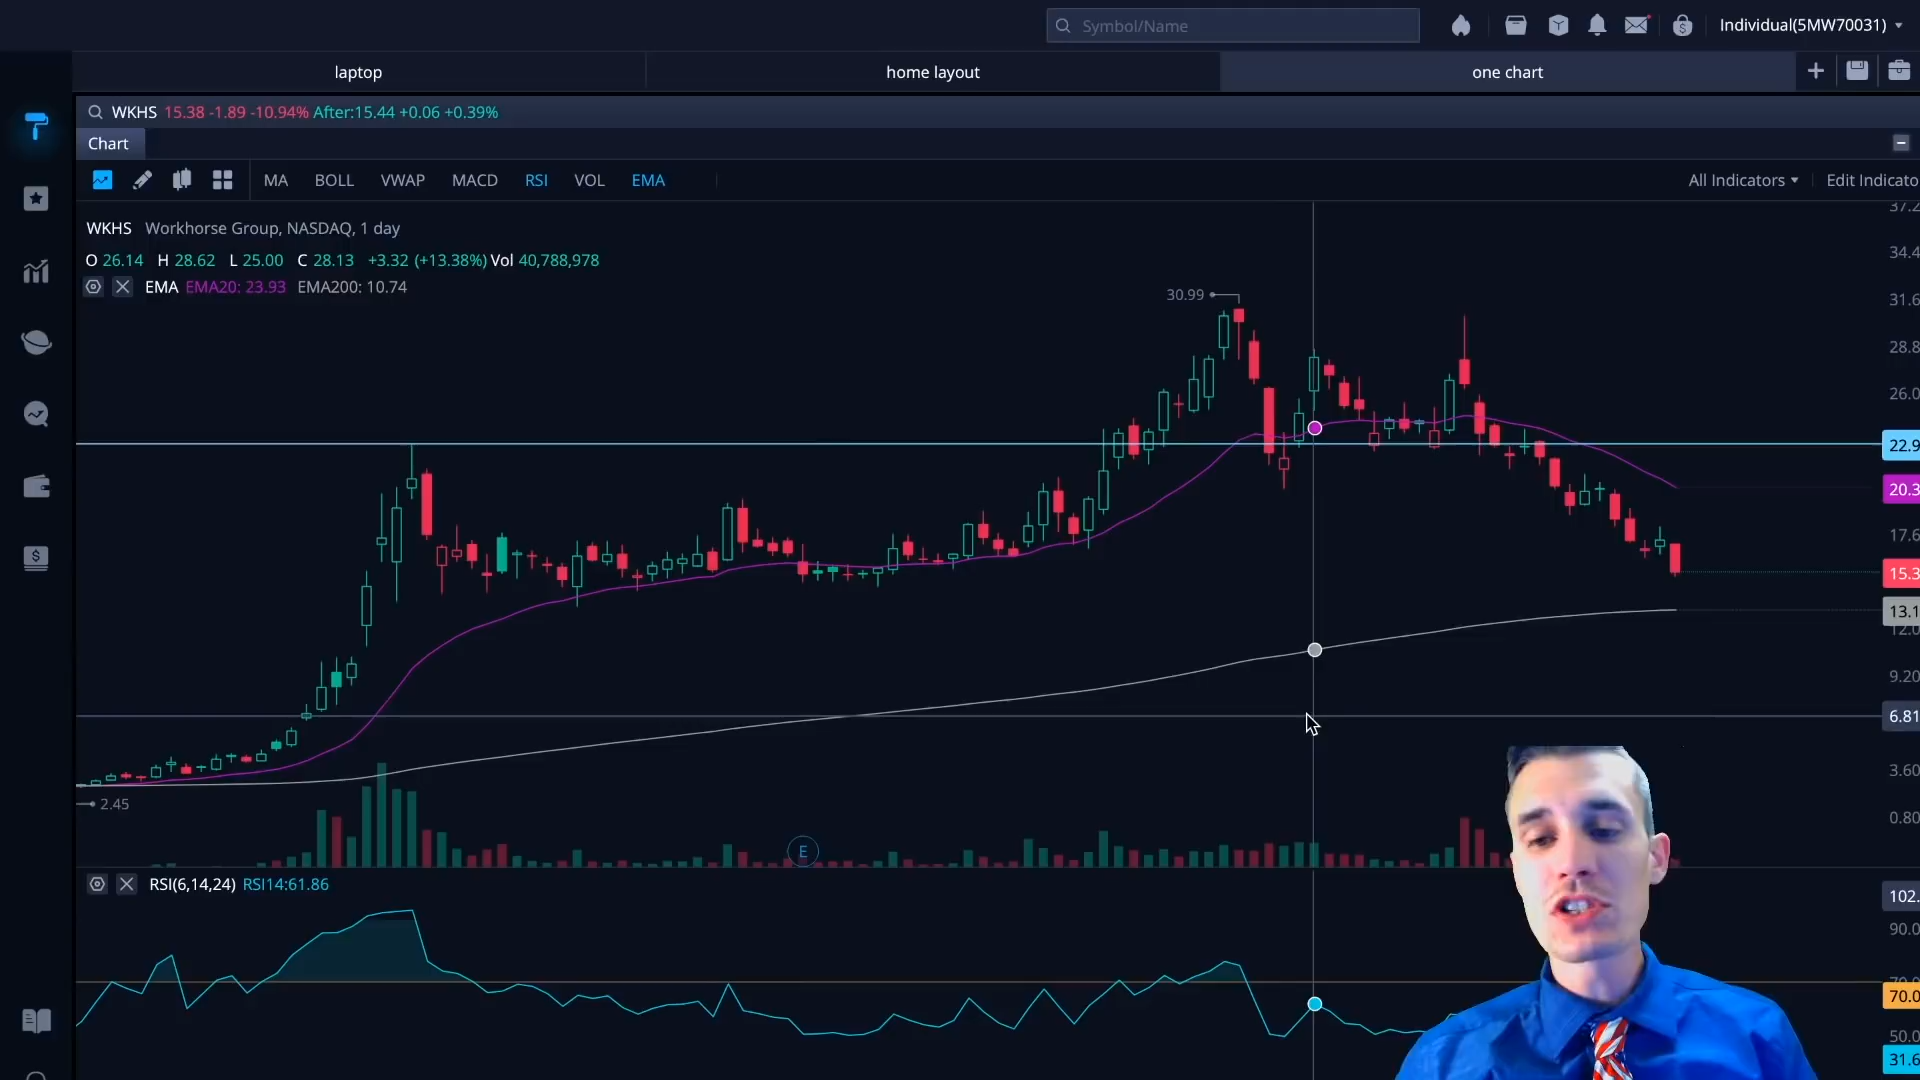 Symbol/Name
Individual(5MW70031)
laptop
home layout
one chart
WKHS 15.38 -1.89 -10.94% After:15.44 +0.06 +0.39%
Chart
MA BOLL VWAP MACD RSI VOL EMA
All Indicators
Edit Indicato
WKHS Workhorse Group, NASDAQ, 1 day
O 26.14 H 28.62 L 25.00 C 28.13 +3.32 (+13.38%) Vol 40,788,978
EMA EMA20: 23.93 EMA200: 10.74
37.2
34.4
30.99
31.6
28.8
26.0
22.9
20.3
17.6
15.3
13.1
12.0
9.20
6.81
3.60
2.45
0.80
E
RSI(6,14,24) RSI14:61.86
102.
90.0
70.0
50.0
31.6